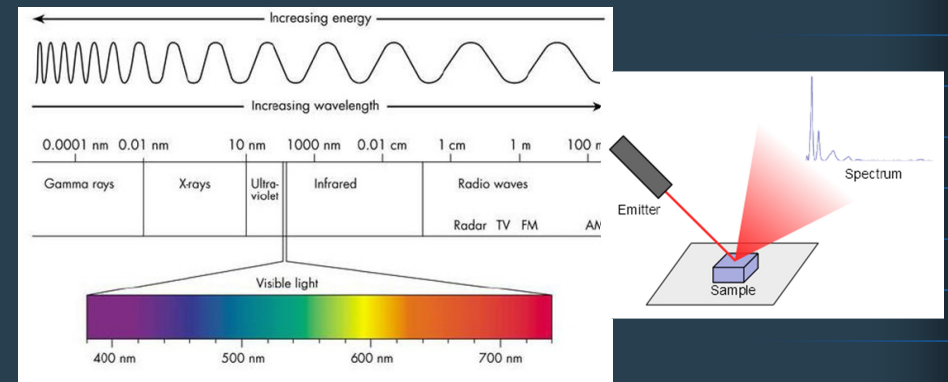 Increasing energy
Increasing wavelength
0.0001 nm 0.01 nm 10 nm 1000 nm 0.01 cm 1 cm 1 m 100
Gamma rays X-rays Ultra-
violet Infrared Radio waves
Radar TV FM AM
Visible light
400 nm 500 nm 600 nm 700 nm
Spectrum
Emitter
Sample